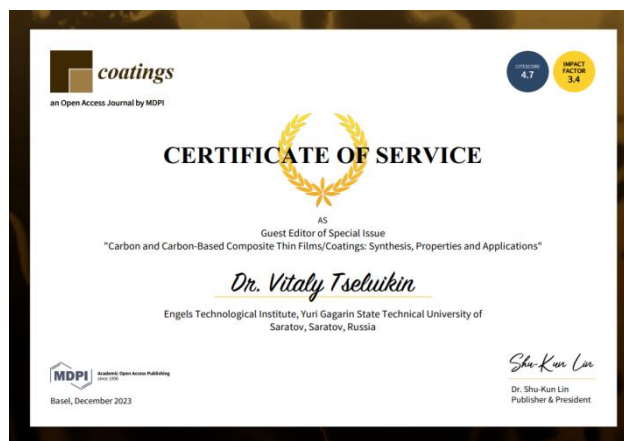 coatings
an Open Access Journal by MDPI
CITESCORE
4.7
IMPACT
FACTOR
3.4
CERTIFICATE OF SERVICE
AS
Guest Editor of Special Issue
"Carbon and Carbon-Based Composite Thin Films/Coatings: Synthesis, Properties and Applications"
Dr. Vitaly Tseluikin
Engels Technological Institute, Yuri Gagarin State Technical University of
Saratov, Saratov, Russia
MDPI
Academic Open Access Publishing
since 1996
Basel, December 2023
Shu-Kun Lin
Dr. Shu-Kun Lin
Publisher & President